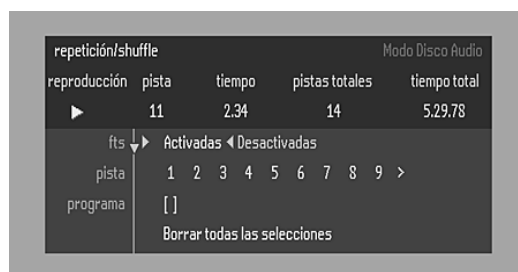 repetición/shuffle Modo Disco Audio
reproducción pista tiempo pistas totales tiempo total
11 2.34 14 5.29.78
fts Activadas Desactivadas
pista 1 2 3 4 5 6 7 8 9 >
programa [ ]
Borrar todas las selecciones